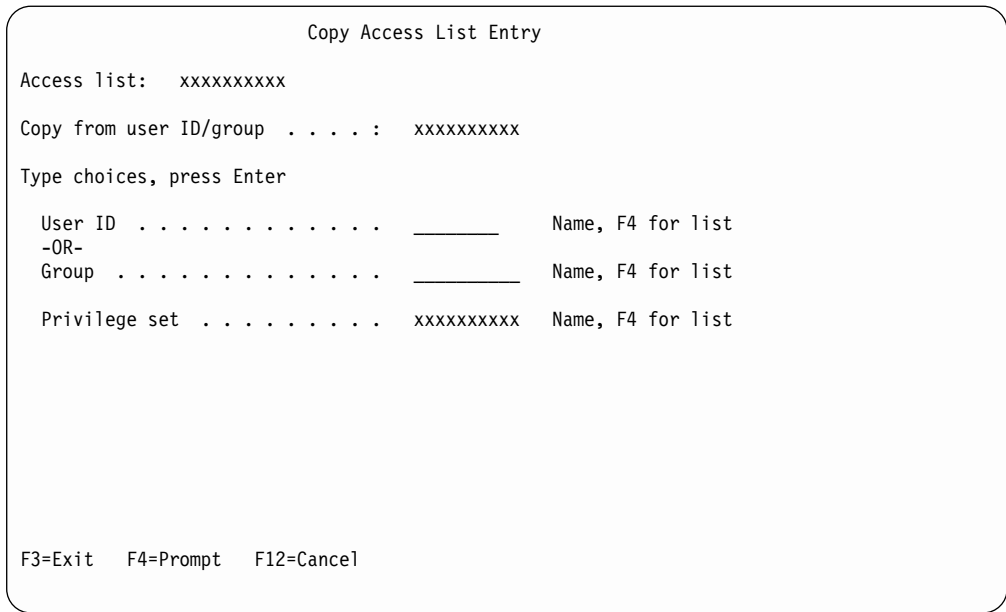 Copy Access List Entry
Access list: xxxxxxxxxx
Copy from user ID/group . . . . : xxxxxxxxxx
Type choices, press Enter
User ID . . . . . . . . . . . . ________ Name, F4 for list
-OR-
Group . . . . . . . . . . . . . __________ Name, F4 for list
Privilege set . . . . . . . . . xxxxxxxxxx Name, F4 for list
F3=Exit F4=Prompt F12=Cancel